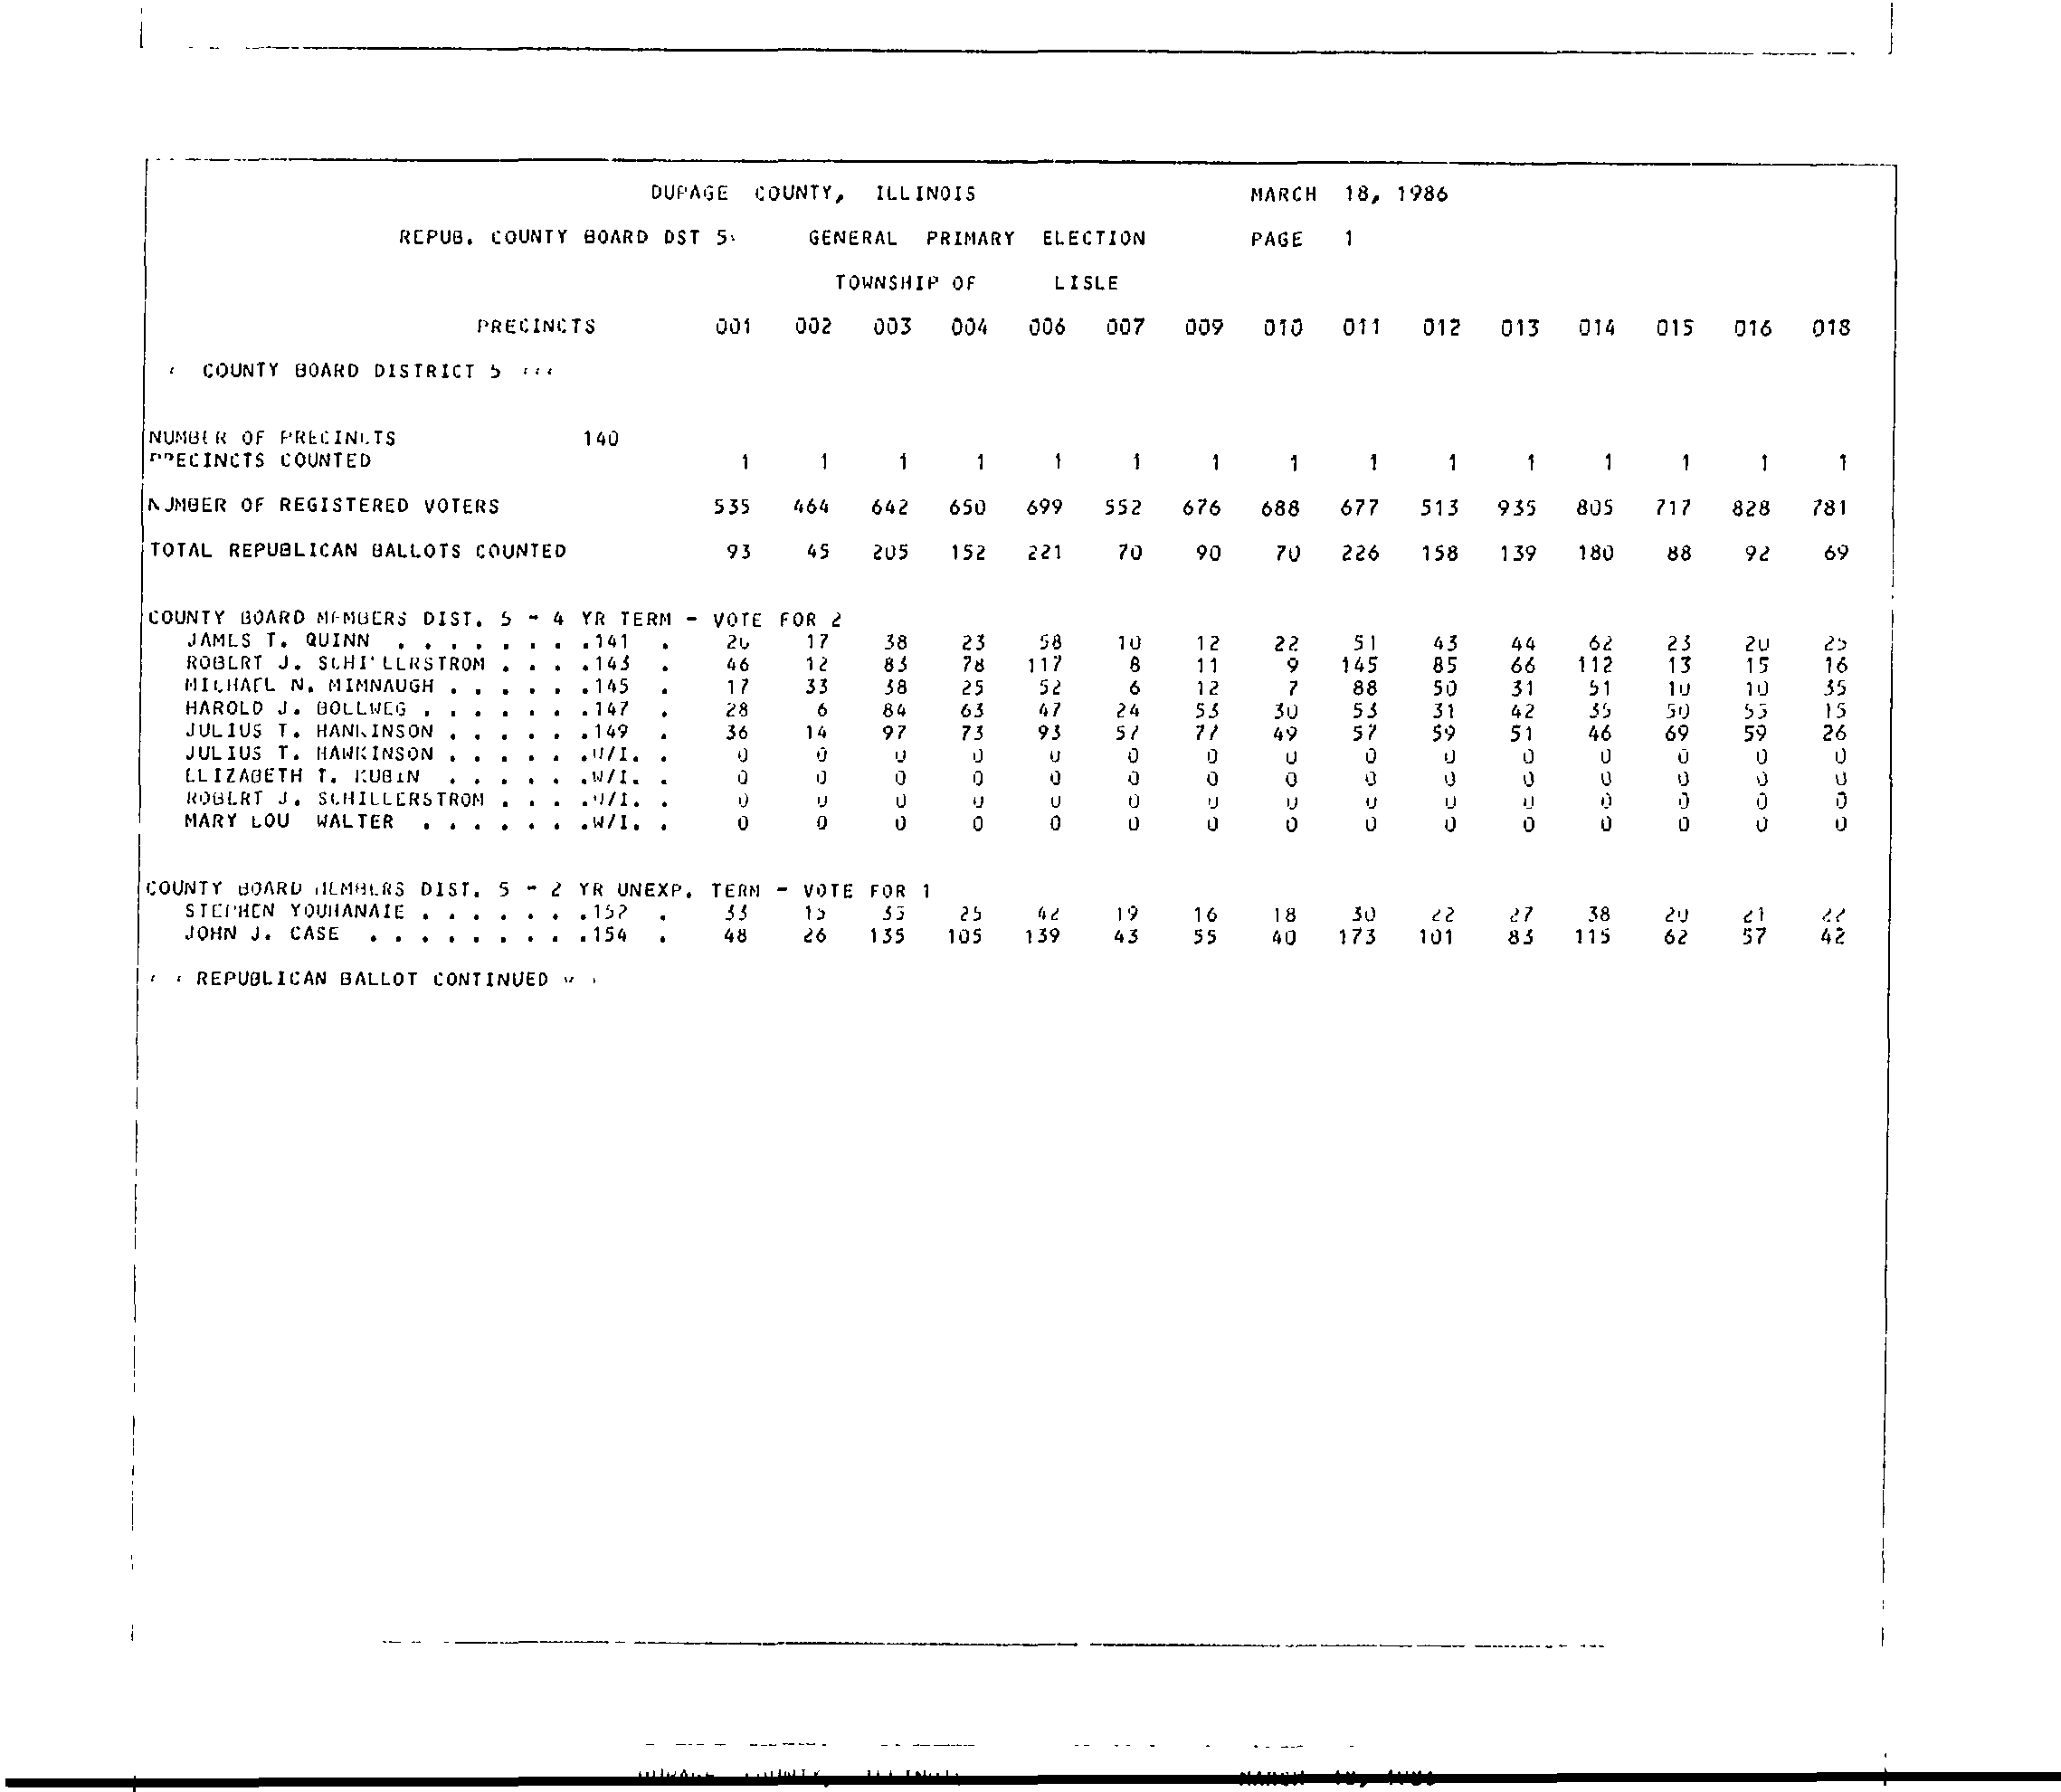 DUPAGE COUNTY, ILLINOIS MARCH 18, 1986
REPUB. COUNTY BOARD DST 5 GENERAL PRIMARY ELECTION PAGE 1
TOWNSHIP OF LISLE
PRECINCTS 001 002 003 004 006 007 009 010 011 012 013 014 015 016 018
COUNTY BOARD DISTRICT 5
NUMBER OF PRECINCTS 140
PRECINCTS COUNTED 1 1 1 1 1 1 1 1 1 1 1 1 1 1 1
NUMBER OF REGISTERED VOTERS 535 464 642 650 699 552 676 688 677 513 935 805 717 828 781
TOTAL REPUBLICAN BALLOTS COUNTED 93 45 205 152 221 70 90 70 226 158 139 180 88 92 69
COUNTY BOARD MEMBERS DIST. 5 - 4 YR TERM - VOTE FOR 2
JAMES T. QUINN . . . . . . . .141 . 17 38 23 58 10 12 22 51 43 44 62 23 20 25
ROBERT J. SCHILLERSTROM . . . .143 . 46 12 83 78 117 8 11 9 145 85 66 112 13 15 16
MICHAEL N. MIMNAUGH . . . . . .145 . 17 33 38 25 52 6 12 7 88 50 31 51 10 10 35
HAROLD J. BOLLWEG . . . . . . .147 . 28 6 84 63 47 24 53 30 53 31 42 35 50 55 15
JULIUS T. HANKINSON . . . . . .149 . 36 14 97 73 93 57 77 49 57 59 51 46 69 59 26
JULIUS T. HAWKINSON . . . . . .W/I. . 0 0 0 0 0 0 0 0 0 0 0 0 0 0 0
ELIZABETH T. KUBIN . . . . . .W/I. . 0 0 0 0 0 0 0 0 0 0 0 0 0 0 0
ROBERT J. SCHILLERSTROM . . . .W/I. . 0 0 0 0 0 0 0 0 0 0 0 0 0 0 0
MARY LOU WALTER . . . . . . .W/I. . 0 0 0 0 0 0 0 0 0 0 0 0 0 0 0
COUNTY BOARD MEMBERS DIST. 5 - 2 YR UNEXP. TERM - VOTE FOR 1
STEPHEN YOUHANAIE . . . . . . .152 . 33 15 35 25 42 19 16 18 30 22 27 38 20 21 22
JOHN J. CASE . . . . . . . . .154 . 48 26 135 105 139 43 55 40 173 101 83 115 62 57 42
REPUBLICAN BALLOT CONTINUED